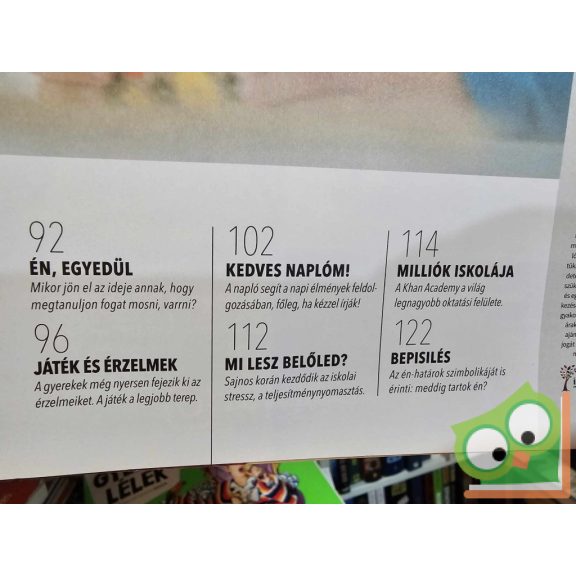 92
ÉN, EGYEDÜL
Mikor jön el az ideje annak, hogy
megtanuljon fogat mosni, varrni?
96
JÁTÉK ÉS ÉRZELMEK
A gyerekek még nyersen fejezik ki az
érzelmeiket. A játék a legjobb terep.
102
KEDVES NAPLÓM!
A napló segít a napi élmények feldol-
gozásában, főleg, ha kézzel írják!
112
MI LESZ BELŐLED?
Sajnos korán kezdődik az iskolai
stressz, a teljesítménynyomasztás.
114
MILLIÓK ISKOLÁJA
A Khan Academy a világ
legnagyobb oktatási felülete.
122
BEPISILÉS
Az én-határok szimbolikáját is
érinti: meddig tartok én?
LÉLEK